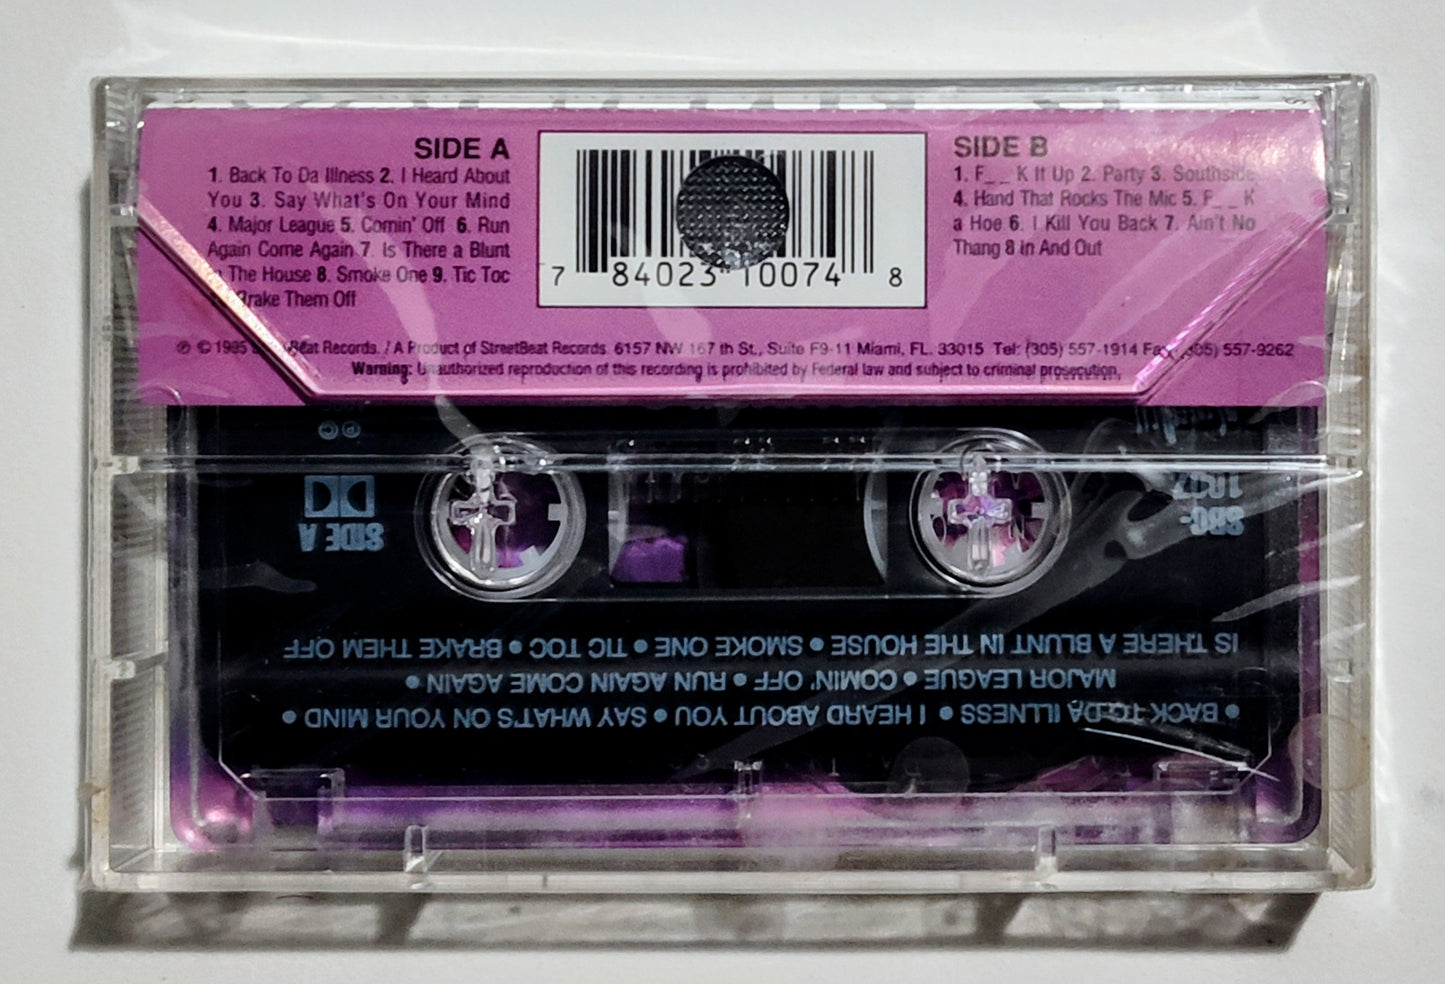 SIDE A
1. Back To Da Illness 2. I Heard About
You 3. Say What's On Your Mind
4. Major League 5. Comin' Off 6. Run
Again Come Again 7. Is There a Blunt
The House 8. Smoke One 9. Tic Toc
Brake Them Off
7 84023 10074 8
SIDE B
1. F_ _ K It Up 2. Party 3. Southside
4. Hand That Rocks The Mic 5. F_ _ K
a Hoe 6. I Kill You Back 7. Ain't No
Thang 8 In And Out
℗ © 1995 Records. / A Product of StreetBeat Records. 6157 NW 167 th St., Suite F9-11 Miami, FL. 33015 Tel: (305) 557-1914 Fax (305) 557-9262
Warning: Unauthorized reproduction of this recording is prohibited by Federal law and subject to criminal prosecution.
● BACK TO DA ILLNESS ● I HEARD ABOUT YOU ● SAY WHAT'S ON YOUR MIND ●
MAJOR LEAGUE ● COMIN' OFF ● RUN AGAIN COME AGAIN ●
IS THERE A BLUNT IN THE HOUSE ● SMOKE ONE ● TIC TOC ● BRAKE THEM OFF
SBC-
SIDE A
℗©